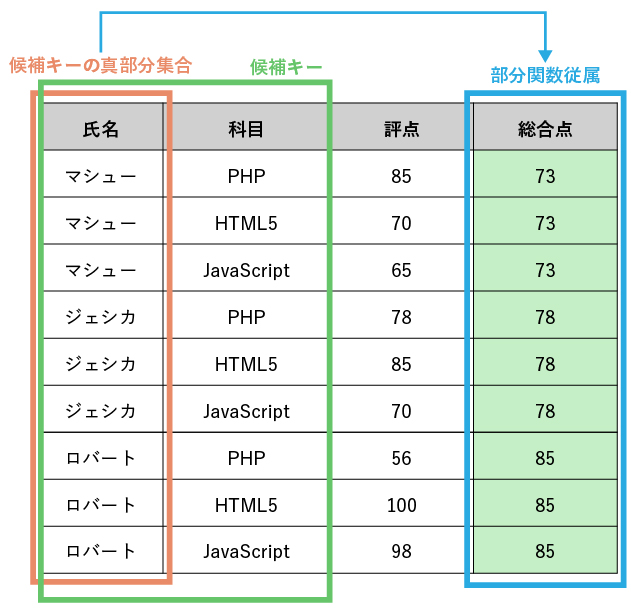 候補キーの真部分集合
候補キー
部分関数従属
氏名 科目 評点 総合点
マシュー PHP 85 73
マシュー HTML5 70 73
マシュー JavaScript 65 73
ジェシカ PHP 78 78
ジェシカ HTML5 85 78
ジェシカ JavaScript 70 78
ロバート PHP 56 85
ロバート HTML5 100 85
ロバート JavaScript 98 85